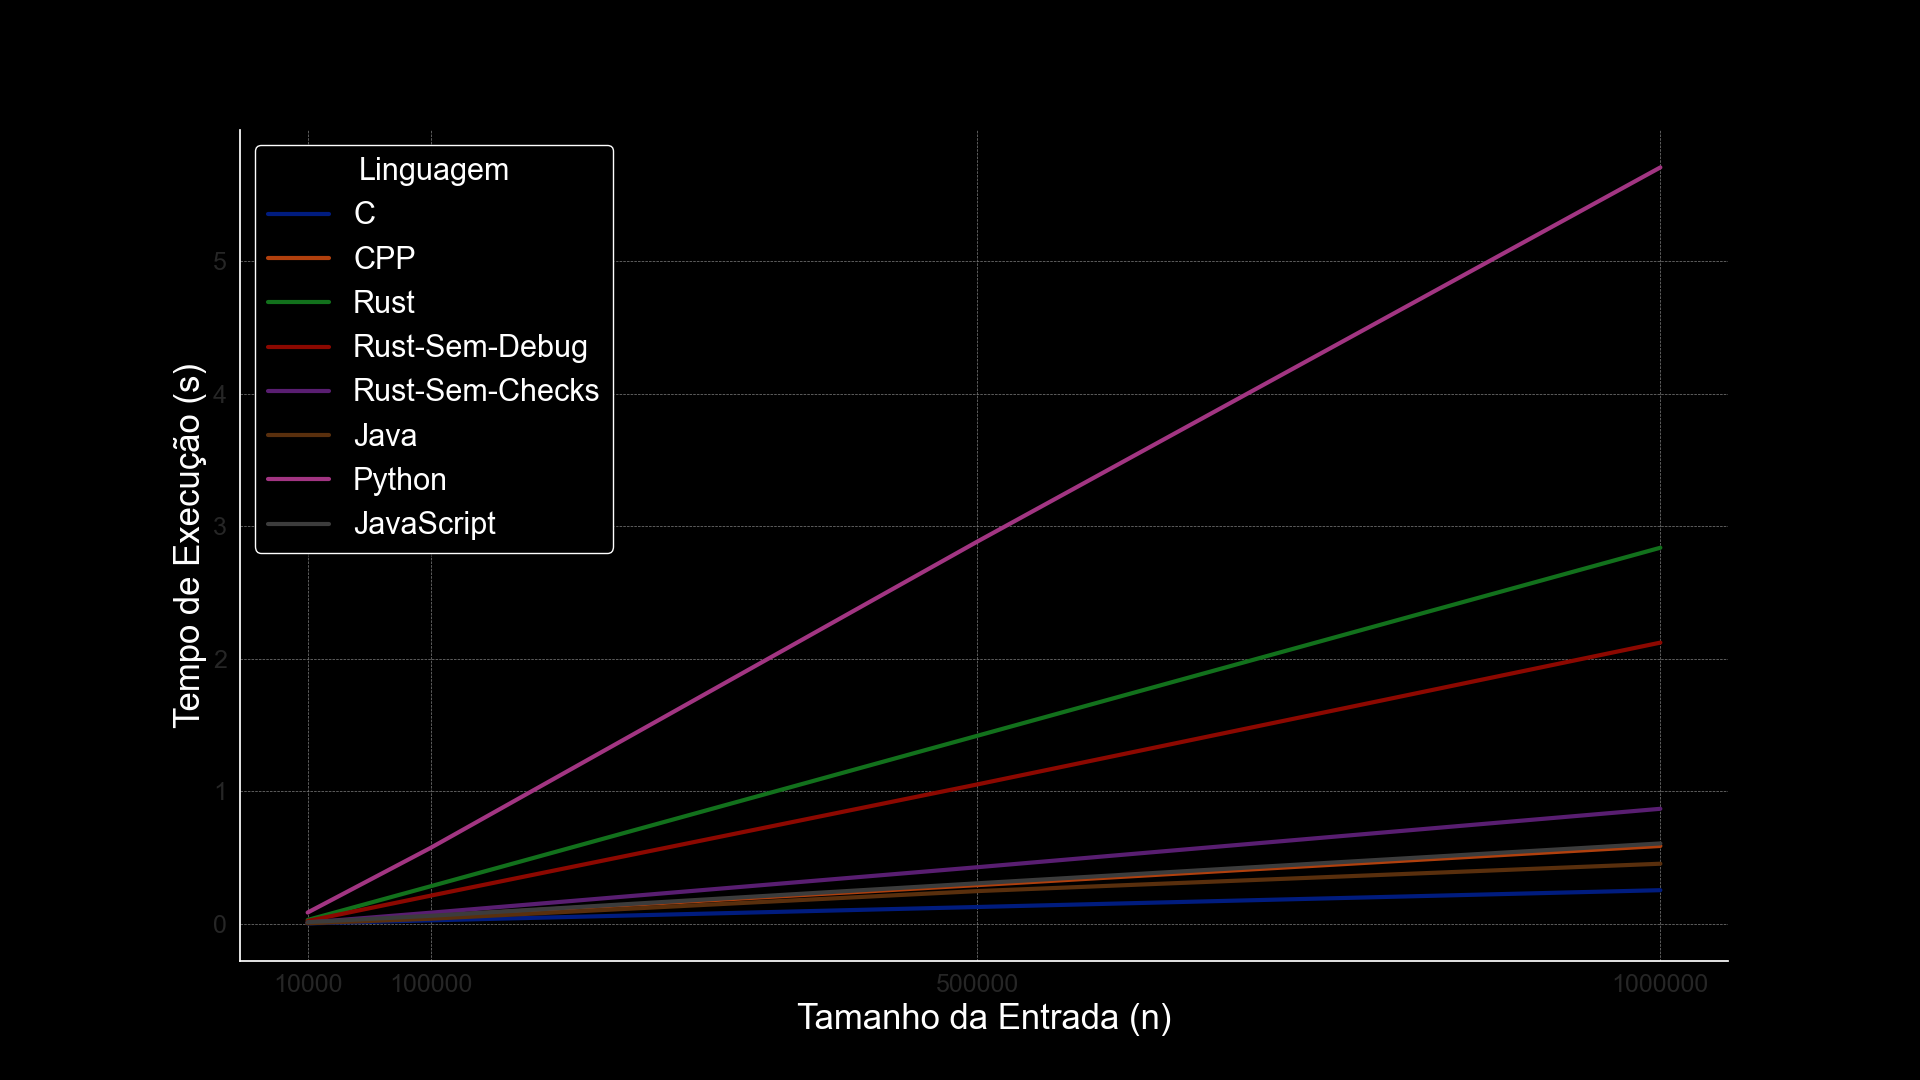 Linguagem
C
CPP
Rust
Rust-Sem-Debug
Rust-Sem-Checks
Java
Python
JavaScript
Tempo de Execução (s)
5
4
3
2
1
0
10000 100000 500000 1000000
Tamanho da Entrada (n)